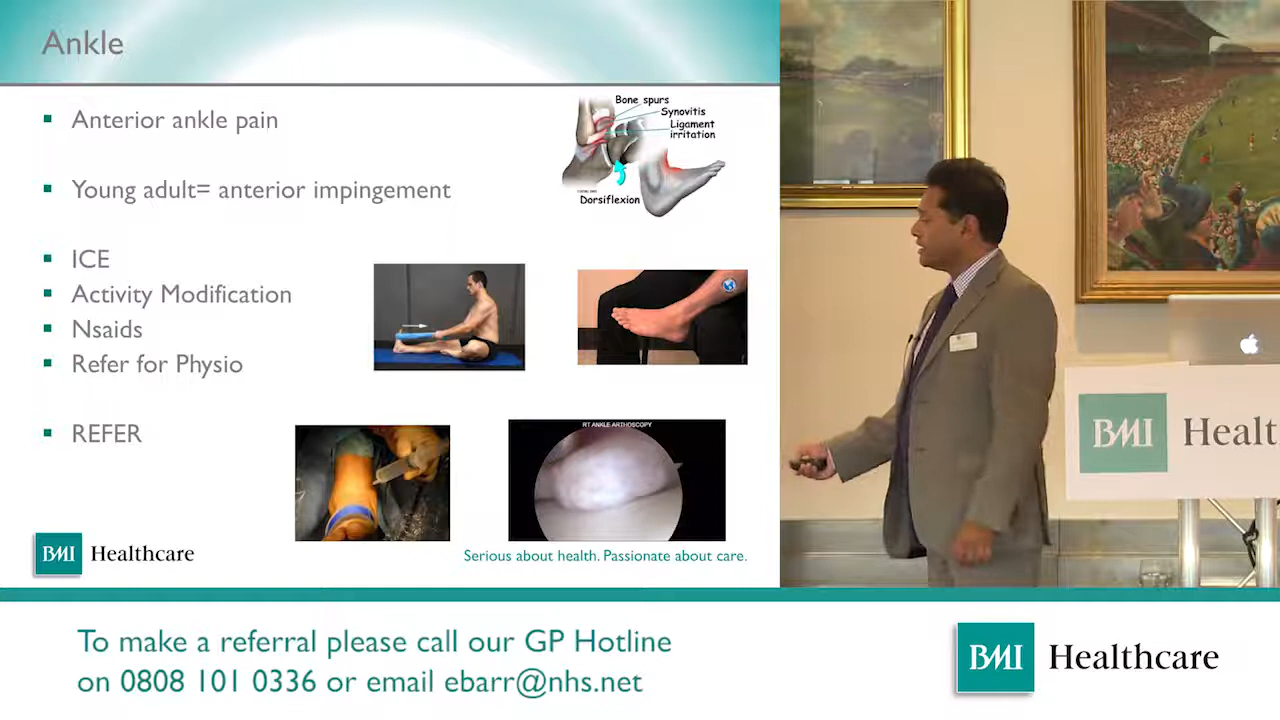 Ankle
Anterior ankle pain
Young adult= anterior impingement
ICE
Activity Modification
Nsaids
Refer for Physio
REFER
Bone spurs
Synovitis
Ligament
irritation
Dorsiflexion
RT ANKLE ARTHOSCOPY
BMI Healthcare
Serious about health. Passionate about care.
BMI Healt
To make a referral please call our GP Hotline
on 0808 101 0336 or email ebarr@nhs.net
BMI Healthcare